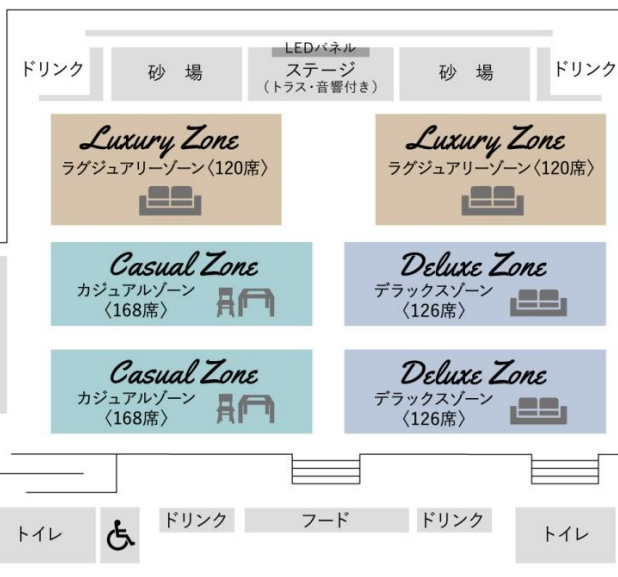 LEDパネル
ドリンク
砂 場
ステージ
(トラス・音響付き)
砂 場
ドリンク
Luxury Zone
ラグジュアリーゾーン〈120席〉
Luxury Zone
ラグジュアリーゾーン〈120席〉
Casual Zone
カジュアルゾーン
〈168席〉
Deluxe Zone
デラックスゾーン
〈126席〉
Casual Zone
カジュアルゾーン
〈168席〉
Deluxe Zone
デラックスゾーン
〈126席〉
トイレ
ドリンク
フード
ドリンク
トイレ